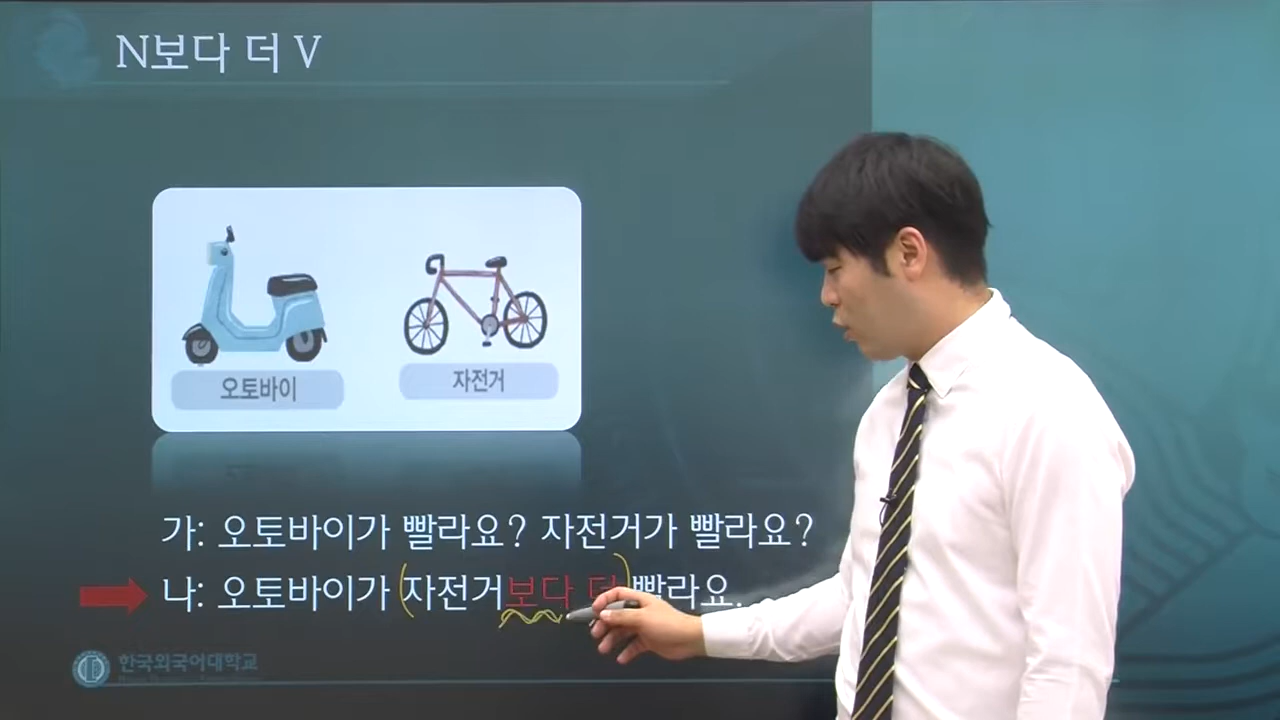 N보다 더 V
오토바이
자전거
가: 오토바이가 빨라요? 자전거가 빨라요?
나: 오토바이가 (자전거보다 더) 빨라요.
한국외국어대학교